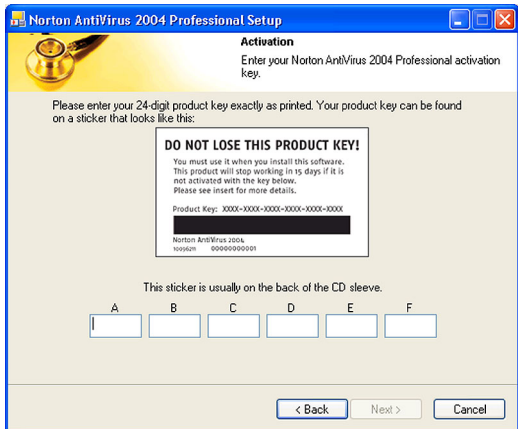 Norton AntiVirus 2004 Professional Setup
Activation
Enter your Norton AntiVirus 2004 Professional activation
key.
Please enter your 24-digit product key exactly as printed. Your product key can be found
on a sticker that looks like this:
DO NOT LOSE THIS PRODUCT KEY!
You must use it when you install this software.
This product will stop working in 15 days if it is
not activated with the key below.
Please see insert for more details.
Product Key: XXXX-XXXX-XXXX-XXXX-XXXX-XXXX
Norton AntiVirus 2004
10096211 00000000001
This sticker is usually on the back of the CD sleeve.
A B C D E F
< Back Next > Cancel